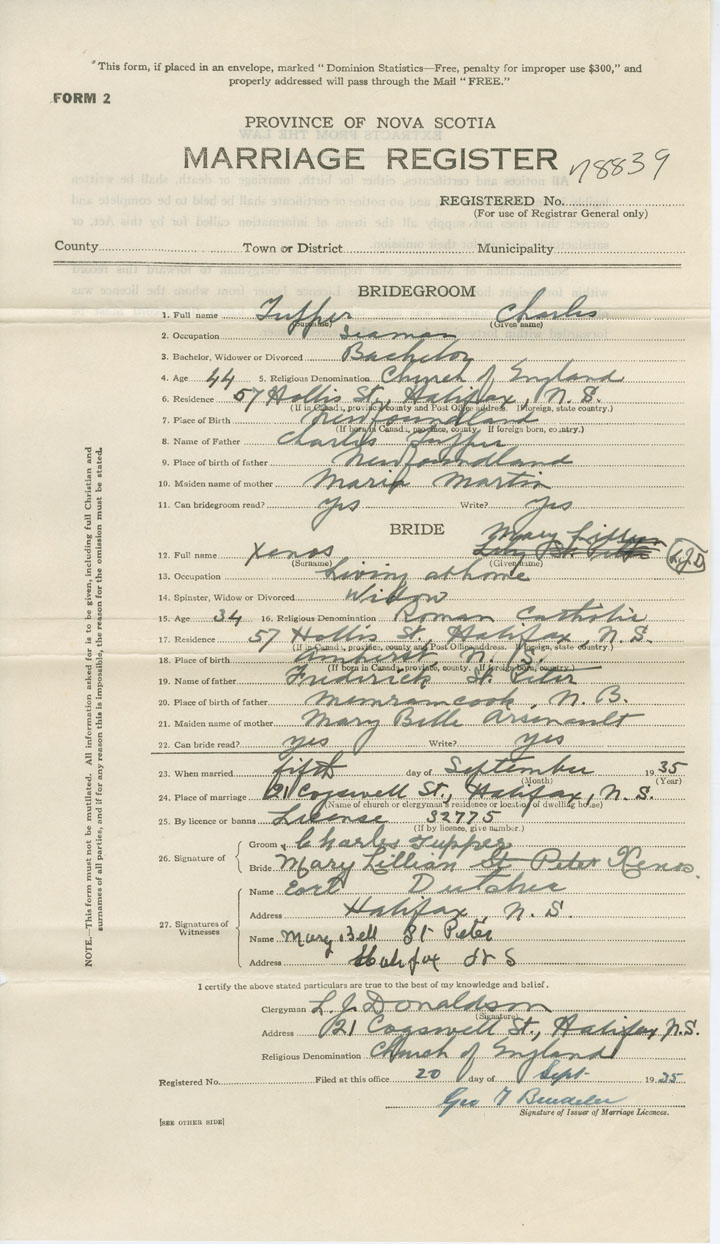 "This form, if placed in an envelope, marked "Dominion Statistics—Free, penalty for improper use $300," and
properly addressed will pass through the Mail "FREE."
FORM 2
PROVINCE OF NOVA SCOTIA
MARRIAGE REGISTER
n8839
REGISTERED No.
(For use of Registrar General only)
County Town or District Municipality
BRIDEGROOM
1. Full name Tupper Charles
(Surname) (Given name)
2. Occupation Seaman
3. Bachelor, Widower or Divorced Bachelor
4. Age 44 5. Religious Denomination Church of England
6. Residence 57 Hollis St., Halifax, N. S.
(If in Canada, province, county and Post Office address. If foreign, state country.)
7. Place of Birth Newfoundland
(If born in Canada, province, county. If foreign born, country.)
8. Name of Father Charles Tupper
9. Place of birth of father Newfoundland
10. Maiden name of mother Maria Martin
11. Can bridegroom read? yes Write? yes
BRIDE
Mary Lillian
12. Full name Xenos St. Peter LJD
(Surname) (Given name)
13. Occupation Living at home
14. Spinster, Widow or Divorced Widow
15. Age 34 16. Religious Denomination Roman Catholic
17. Residence 57 Hollis St., Halifax, N. S.
(If in Canada, province, county and Post Office address. If foreign, state country.)
18. Place of birth Amherst, N. S.
(If born in Canada, province, county. If foreign born, country.)
19. Name of father Frederick St. Peter
20. Place of birth of father Memramcook, N. B.
21. Maiden name of mother Mary Belle Arsenault
22. Can bride read? yes Write? yes
23. When married fifth day of September 1935
(Month) (Year)
24. Place of marriage 21 Cogswell St., Halifax, N. S.
(Name of church or clergyman's residence or location of dwelling house)
25. By licence or banns License 32775
(If by licence, give number.)
26. Signature of
Groom Charles Tupper
Bride Mary Lillian St Peter Xenos.
27. Signatures of Witnesses
Name Dutcher
Address Halifax, N. S.
Name Mary Bell St Peter
Address Halifax N S
I certify the above stated particulars are true to the best of my knowledge and belief.
Clergyman L. J. Donaldson
(Signature)
Address 21 Cogswell St., Halifax, N.S.
Religious Denomination Church of England
Registered No. Filed at this office 20 day of Sept. 1935
Geo
Signature of Issuer of Marriage Licences.
[SEE OTHER SIDE]
NOTE.—This form must not be mutilated. All information asked for is to be given, including full Christian and
surnames of all parties, and if for any reason this is impossible, the reason for the omission must be stated.